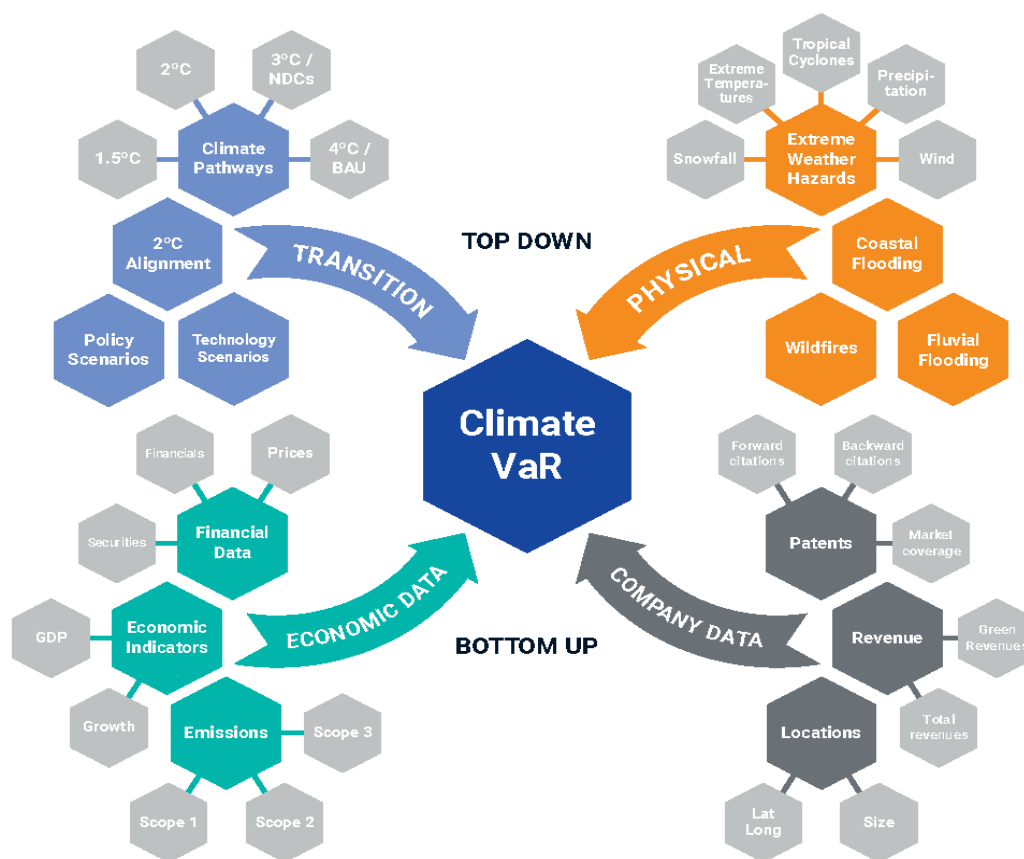 2°C
3°C /
NDCs
1.5°C
Climate
Pathways
4°C /
BAU
2°C
Alignment
Policy
Scenarios
Technology
Scenarios
TRANSITION
TOP DOWN
Tropical
Cyclones
Extreme
Tempera-
tures
Precipi-
tation
Snowfall
Extreme
Weather
Hazards
Wind
PHYSICAL
Coastal
Flooding
Wildfires
Fluvial
Flooding
Climate
VaR
Financials
Prices
Securities
Financial
Data
GDP
Economic
Indicators
ECONOMIC DATA
Growth
Emissions
Scope 3
Scope 1
Scope 2
BOTTOM UP
Forward
citations
Backward
citations
Patents
Market
coverage
COMPANY DATA
Revenue
Green
Revenues
Locations
Total
revenues
Lat
Long
Size